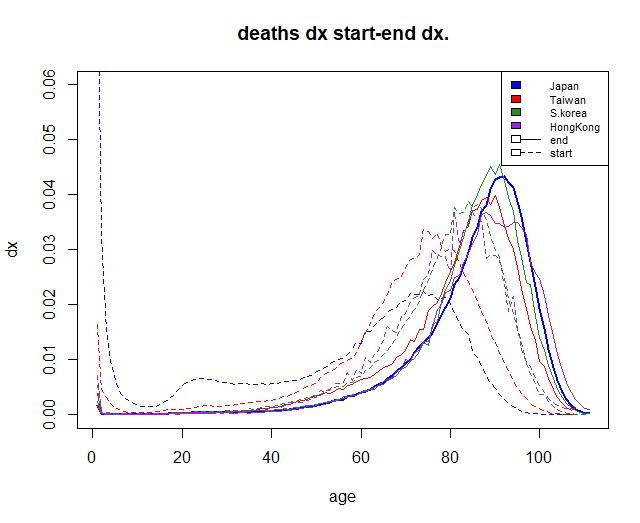 deaths dx start-end dx.
Japan
Taiwan
S.korea
HongKong
end
start
0.06
0.05
0.04
0.03
0.02
0.01
0.00
dx
0 20 40 60 80 100
age